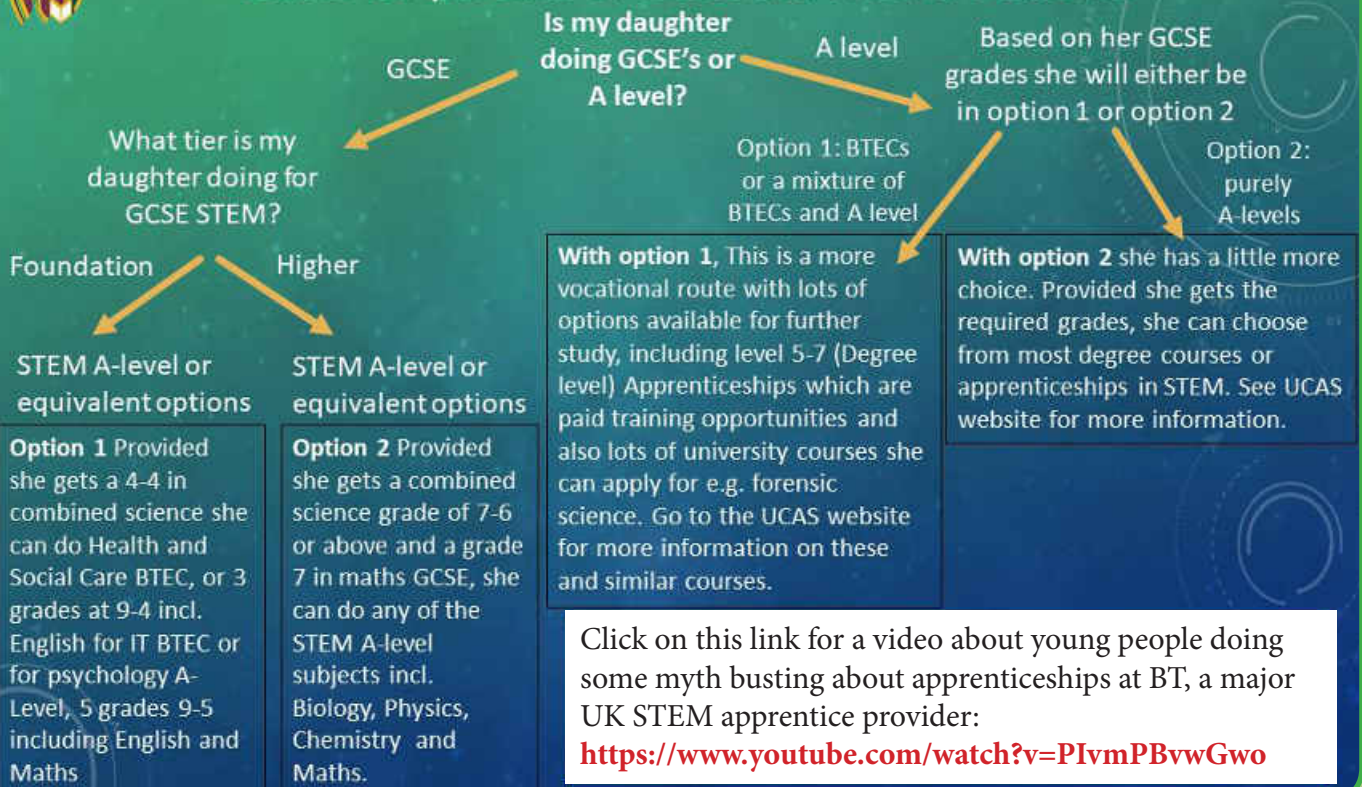 Is my daughter
doing GCSE's or
A level?
GCSE
A level
Based on her GCSE
grades she will either be
in option 1 or option 2
What tier is my
daughter doing for
GCSE STEM?
Option 1: BTECs
or a mixture of
BTECs and A level
Option 2:
purely
A-levels
Foundation
Higher
STEM A-level or
equivalent options
STEM A-level or
equivalent options
Option 1 Provided
she gets a 4-4 in
combined science she
can do Health and
Social Care BTEC, or 3
grades at 9-4 incl.
English for IT BTEC or
for psychology A-
Level, 5 grades 9-5
including English and
Maths
Option 2 Provided
she gets a combined
science grade of 7-6
or above and a grade
7 in maths GCSE, she
can do any of the
STEM A-level
subjects incl.
Biology, Physics,
Chemistry and
Maths.
With option 1, This is a more
vocational route with lots of
options available for further
study, including level 5-7 (Degree
level) Apprenticeships which are
paid training opportunities and
also lots of university courses she
can apply for e.g. forensic
science. Go to the UCAS website
for more information on these
and similar courses.
With option 2 she has a little more
choice. Provided she gets the
required grades, she can choose
from most degree courses or
apprenticeships in STEM. See UCAS
website for more information.
Click on this link for a video about young people doing
some myth busting about apprenticeships at BT, a major
UK STEM apprentice provider:
https://www.youtube.com/watch?v=PIvmPBvwGwo